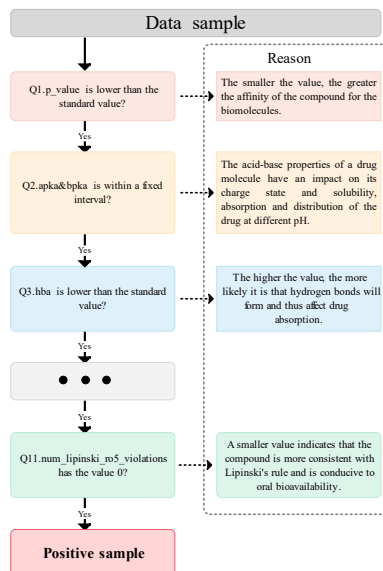 Data sample
Reason
Q1.p_value is lower than the
standard value?
The smaller the value, the greater
the affinity of the compound for the
biomolecules.
Yes
Q2.apka&bpka is within a fixed
interval?
The acid-base properties of a drug
molecule have an impact on its
charge state and solubility,
absorption and distribution of the
drug at different pH.
Yes
Q3.hba is lower than the standard
value?
The higher the value, the more
likely it is that hydrogen bonds will
form and thus affect drug
absorption.
Yes
Yes
Q11.num_lipinski_ro5_violations
has the value 0?
A smaller value indicates that the
compound is more consistent with
Lipinski's rule and is conducive to
oral bioavailability.
Yes
Positive sample